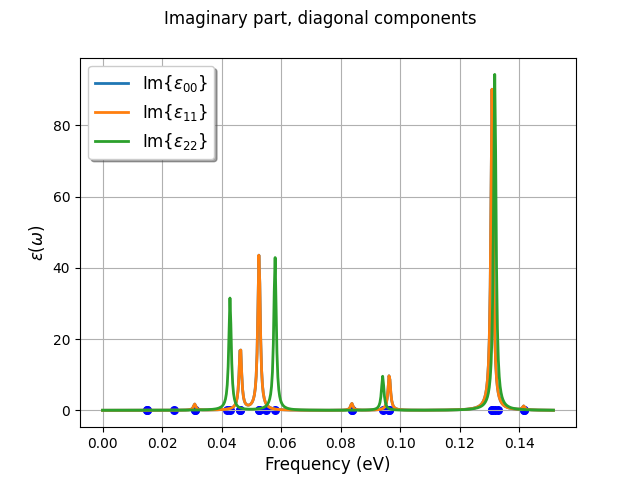 Imaginary part, diagonal components
Im{ε₀₀}
Im{ε₁₁}
Im{ε₂₂}
ε(ω)
80
60
40
20
0
0.00 0.02 0.04 0.06 0.08 0.10 0.12 0.14
Frequency (eV)